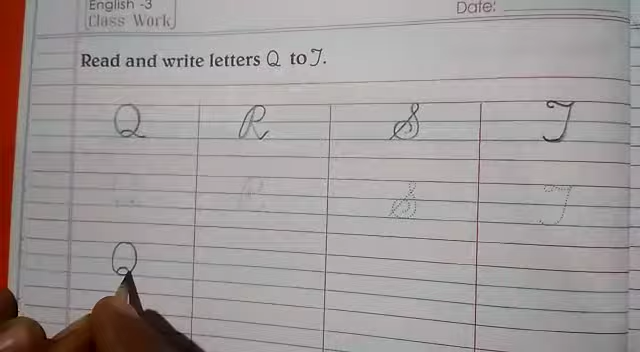 English -3
Class Work
Date:
Read and write letters Q to T.
Q R S T
Q R S T
Q